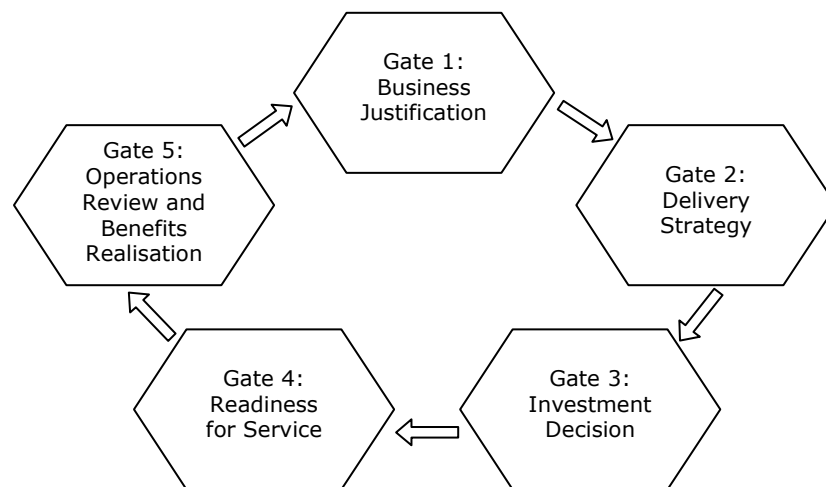 Gate 1:
Business
Justification
Gate 2:
Delivery
Strategy
Gate 3:
Investment
Decision
Gate 4:
Readiness
for Service
Gate 5:
Operations
Review and
Benefits
Realisation